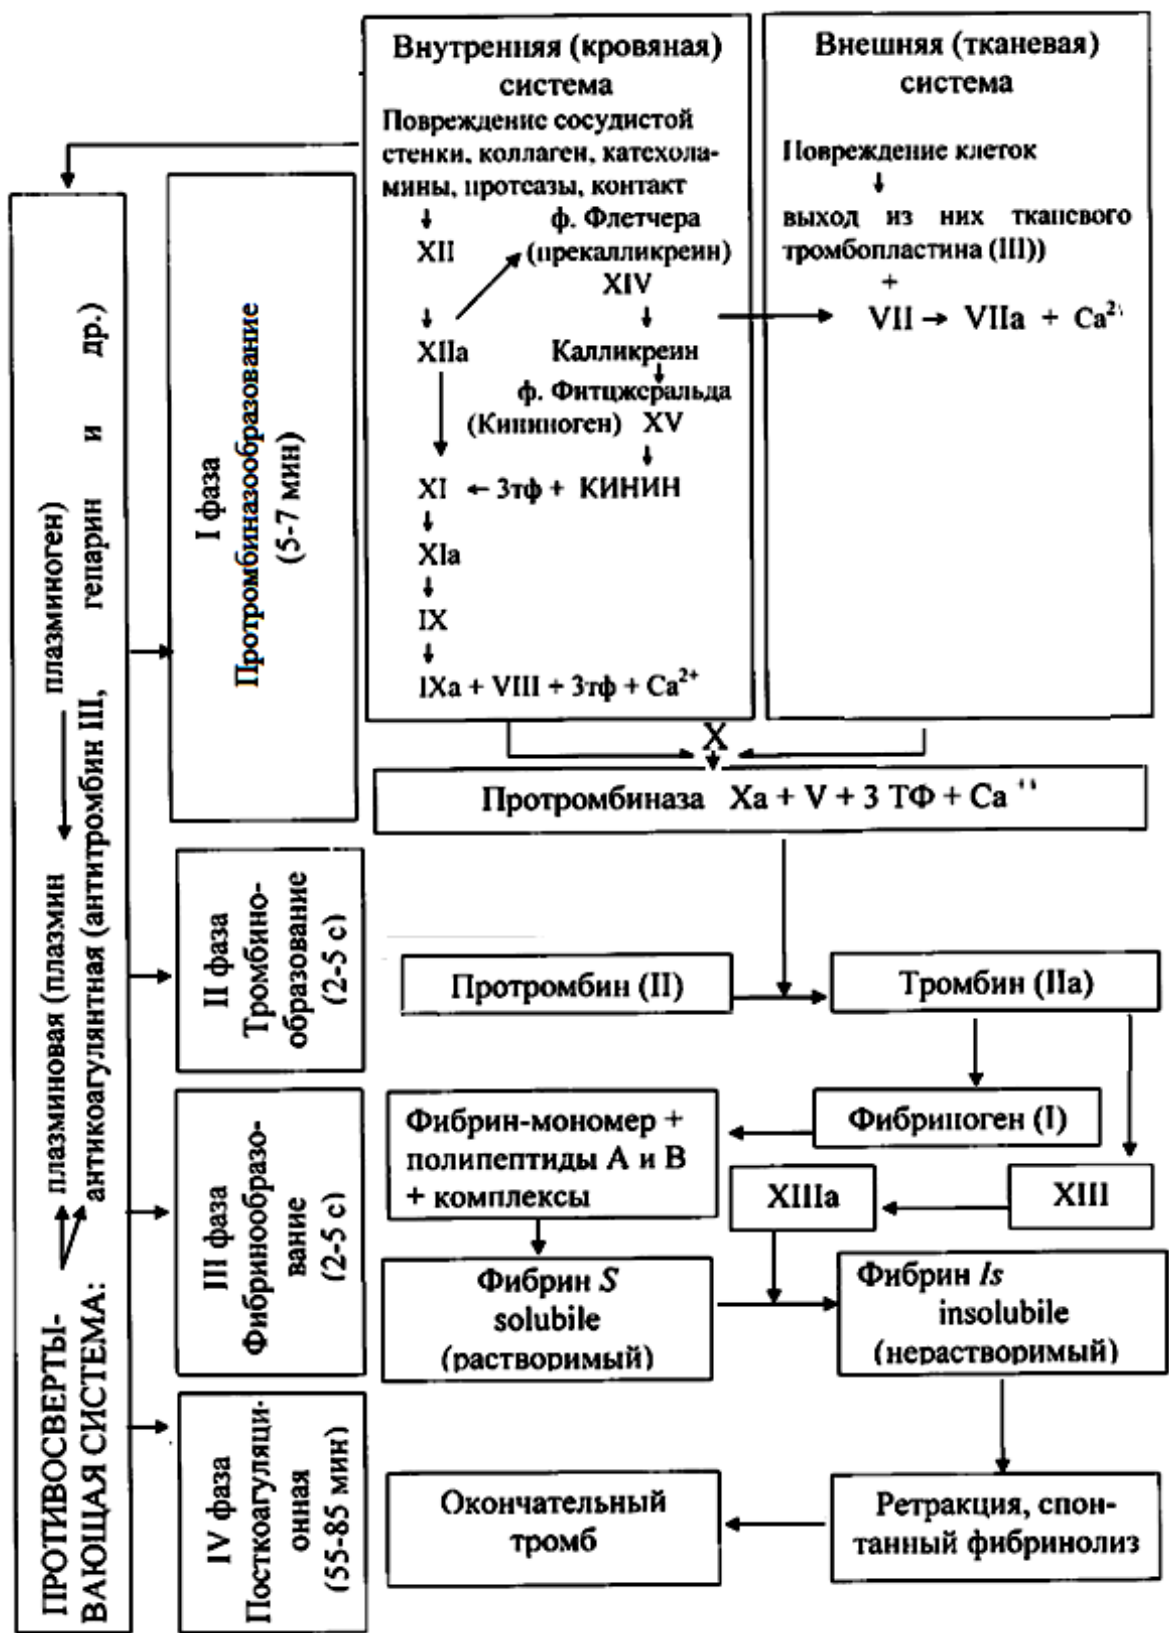 Внутренняя (кровяная)
система
Повреждение сосудистой
стенки, коллаген, катехола-
мины, протеазы, контакт
ф. Флетчера
XII
(прекалликреин)
XIV
XIIa
Калликреин
ф. Фитцжеральда
(Кининоген) XV
XI ← 3тф + КИНИН
XIa
IX
IXa + VIII + 3тф + Ca²⁺
Внешняя (тканевая)
система
Повреждение клеток
выход из них тканевого
тромбопластина (III))
+
VII → VIIa + Ca²⁺
X
Протромбиназа Xa + V + 3 ТФ + Ca⁺⁺
Протромбин (II)
Тромбин (IIa)
Фибриноген (I)
Фибрин-мономер +
полипептиды А и В
+ комплексы
XIIIa
XIII
Фибрин S
solubile
(растворимый)
Фибрин Is
insolubile
(нерастворимый)
Окончательный
тромб
Ретракция, спон-
танный фибринолиз
I фаза
Протромбиназообразование
(5-7 мин)
II фаза
Тромбино-
образование
(2-5 с)
III фаза
Фибринообразо-
вание
(2-5 с)
IV фаза
Посткоагуляци-
онная
(55-85 мин)
ПРОТИВОСВЕРТЫ-
ВАЮЩАЯ СИСТЕМА:
плазминовая (плазмин ← плазминоген)
антикоагулянтная (антитромбин III, гепарин и др.)